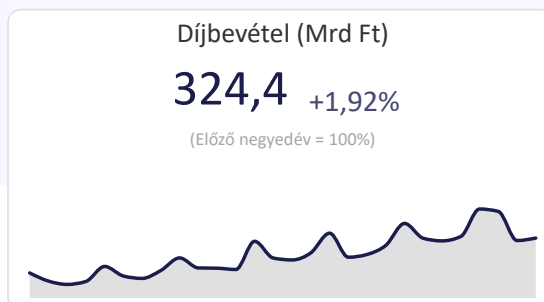 Díjbevétel (Mrd Ft)
324,4 +1,92%
(Előző negyedév = 100%)